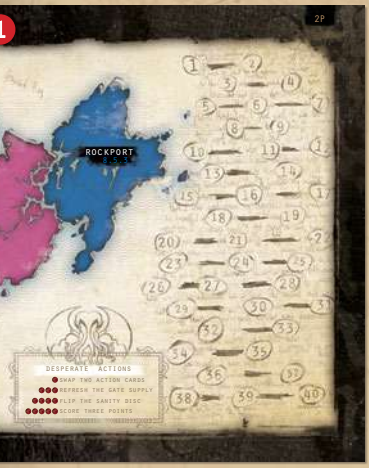 1
2P
1 2
3 4
5 6 7
ROCKPORT
8 9
8.5.3
10 11 12
13 14
15 16 17
18 19
20 21 22
23 24 25
26 27 28
29 30 31
32 33
34 35
DESPERATE ACTIONS
36
SWAP TWO ACTION CARDS
REFRESH THE GATE SUPPLY
38 39 40
FLIP THE SANITY DISC
SCORE THREE POINTS